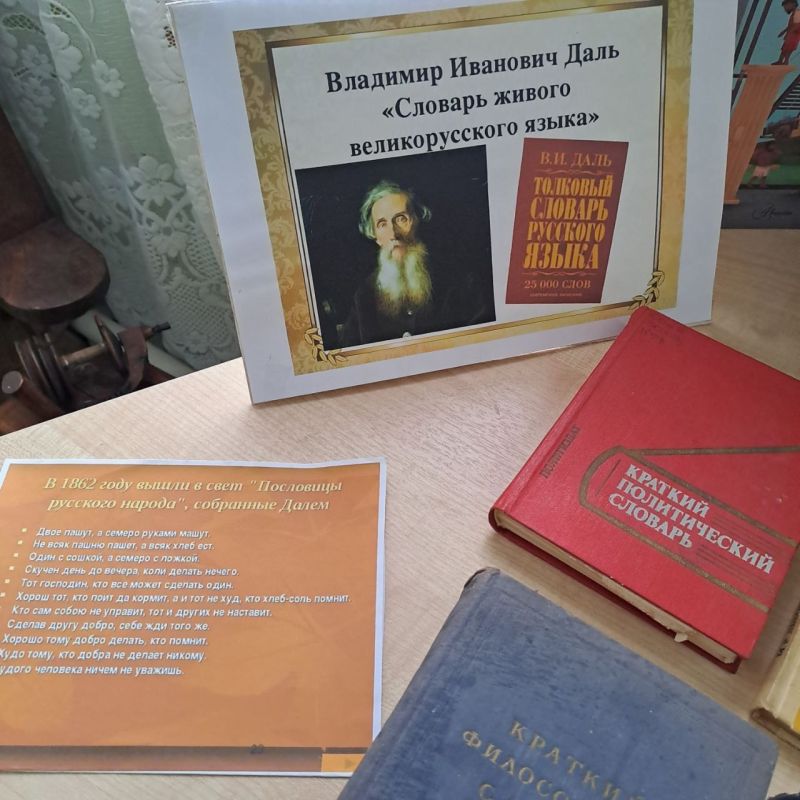 Владимир Иванович Даль
«Словарь живого
великорусского языка»
В.И. ДАЛЬ
ТОЛКОВЫЙ
СЛОВАРЬ
РУССКОГО
ЯЗЫКА
25 000 СЛОВ
В 1862 году вышли в свет "Пословицы
русского народа", собранные Далем
Двое пашут, а семеро руками машут.
Не всяк пашню пашет, а всяк хлеб ест.
Один с сошкой, а семеро с ложкой.
Скучен день до вечера, коли делать нечего.
Тот господин, кто все может сделать один.
Хорош тот, кто поит да кормит, а и тот не худ, кто хлеб-соль помнит.
Кто сам собою не управит, тот и других не наставит.
Сделав другу добро, себе жди того же.
Хорошо тому добро делать, кто помнит.
Худо тому, кто добра не делает никому.
удого человека ничем не уважишь.
ПОЛИТИЗДАТ
КРАТКИЙ
ПОЛИТИЧЕСКИЙ
СЛОВАРЬ
КРАТКИЙ
ФИЛОСО